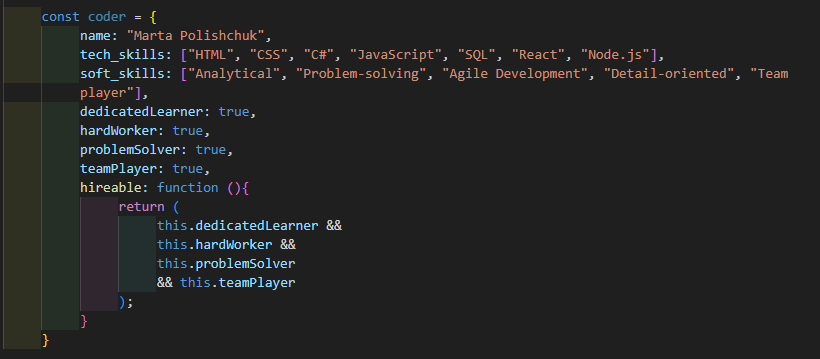 const coder = {
name: "Marta Polishchuk",
tech_skills: ["HTML", "CSS", "C#", "JavaScript", "SQL", "React", "Node.js"],
soft_skills: ["Analytical", "Problem-solving", "Agile Development", "Detail-oriented", "Team
player"],
dedicatedLearner: true,
hardWorker: true,
problemSolver: true,
teamPlayer: true,
hireable: function (){
return (
this.dedicatedLearner &&
this.hardWorker &&
this.problemSolver
&& this.teamPlayer
);
}
}